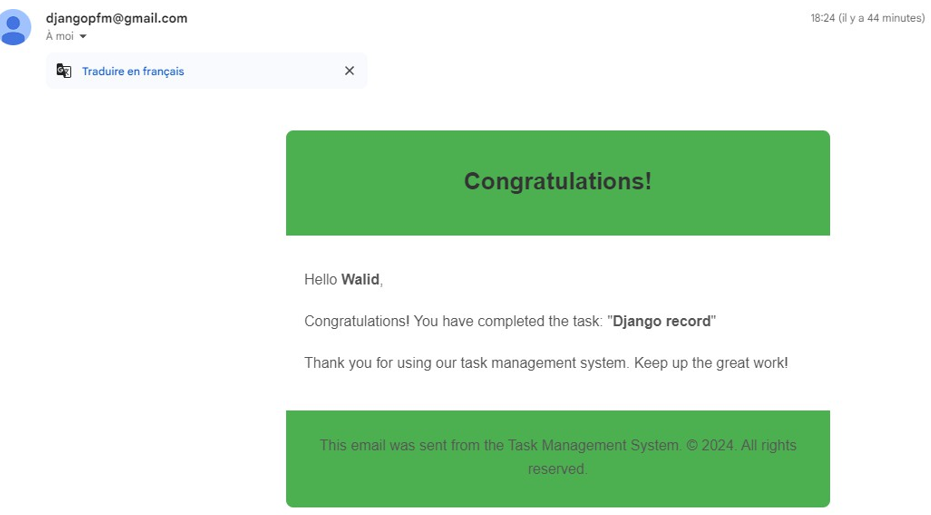 djangopfm@gmail.com
18:24 (il y a 44 minutes)
À moi
Traduire en français
Congratulations!
Hello Walid,
Congratulations! You have completed the task: "Django record"
Thank you for using our task management system. Keep up the great work!
This email was sent from the Task Management System. © 2024. All rights
reserved.